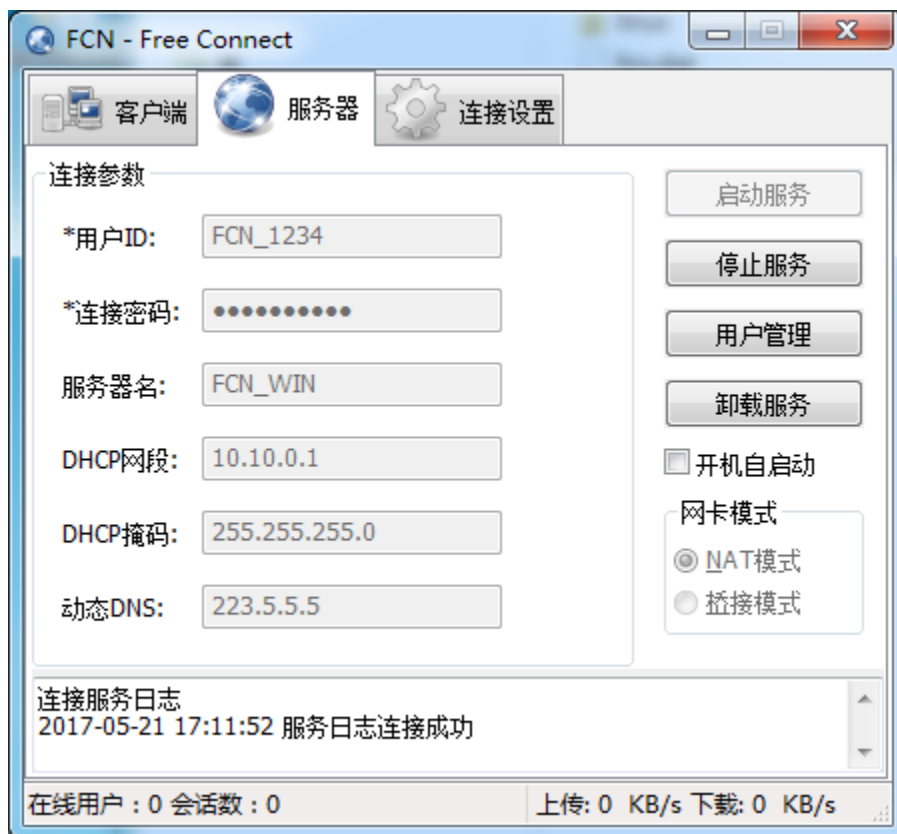 FCN - Free Connect
客户端
服务器
连接设置
连接参数
*用户ID: FCN_1234
*连接密码: ••••••••••
服务器名: FCN_WIN
DHCP网段: 10.10.0.1
DHCP掩码: 255.255.255.0
动态DNS: 223.5.5.5
启动服务
停止服务
用户管理
卸载服务
开机自启动
网卡模式
NAT模式
桥接模式
连接服务日志
2017-05-21 17:11:52 服务日志连接成功
在线用户：0 会话数：0
上传: 0 KB/s 下载: 0 KB/s